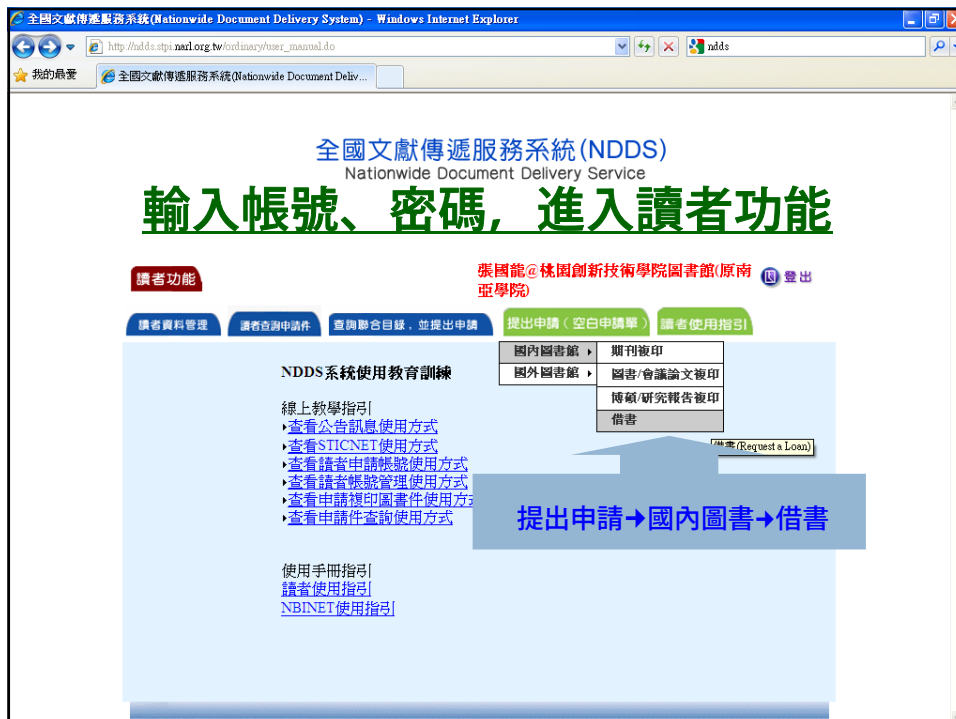 全國文獻傳遞服務系統(Nationwide Document Delivery System) - Windows Internet Explorer
http://ndds.stpi.narl.org.tw/ordinary/user_manual.do
ndds
我的最愛
全國文獻傳遞服務系統(Nationwide Document Deliv...
全國文獻傳遞服務系統(NDDS)
Nationwide Document Delivery Service
輸入帳號、密碼，進入讀者功能
讀者功能
張國龍@桃園創新技術學院圖書館(原南
亞學院)
登出
讀者資料管理
讀者查詢申請件
查詢聯合目錄，並提出申請
提出申請（空白申請單）
讀者使用指引
國內圖書館
期刊複印
國外圖書館
圖書/會議論文複印
博碩/研究報告複印
借書
借書(Request a Loan)
NDDS系統使用教育訓練
線上教學指引
查看公告訊息使用方式
查看STICNET使用方式
查看讀者申請帳號使用方式
查看讀者帳號管理使用方式
查看申請複印圖書件使用方
查看申請件查詢使用方式
提出申請→國內圖書→借書
使用手冊指引
讀者使用指引
NBINET使用指引